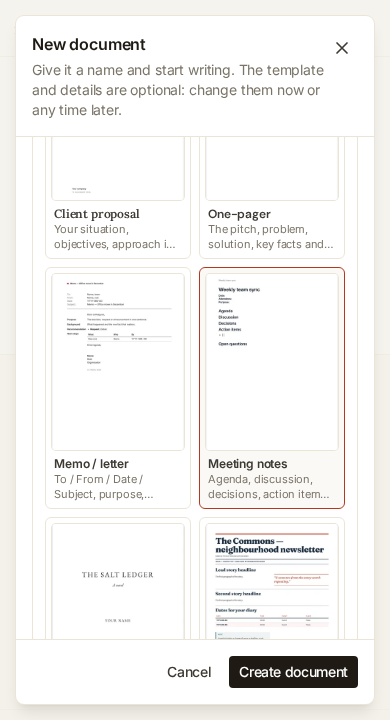 New document
Give it a name and start writing. The template
and details are optional: change them now or
any time later.
Client proposal
Your situation,
objectives, approach i...
One-pager
The pitch, problem,
solution, key facts and...
Memo / letter
To / From / Date /
Subject, purpose,...
Weekly team sync
Agenda
Discussion
Decisions
Action items
Open questions
Meeting notes
Agenda, discussion,
decisions, action item...
THE SALT LEDGER
A novel
YOUR NAME
The Commons —
neighbourhood newsletter
Lead story headline
Second story headline
Dates for your diary
Cancel
Create document